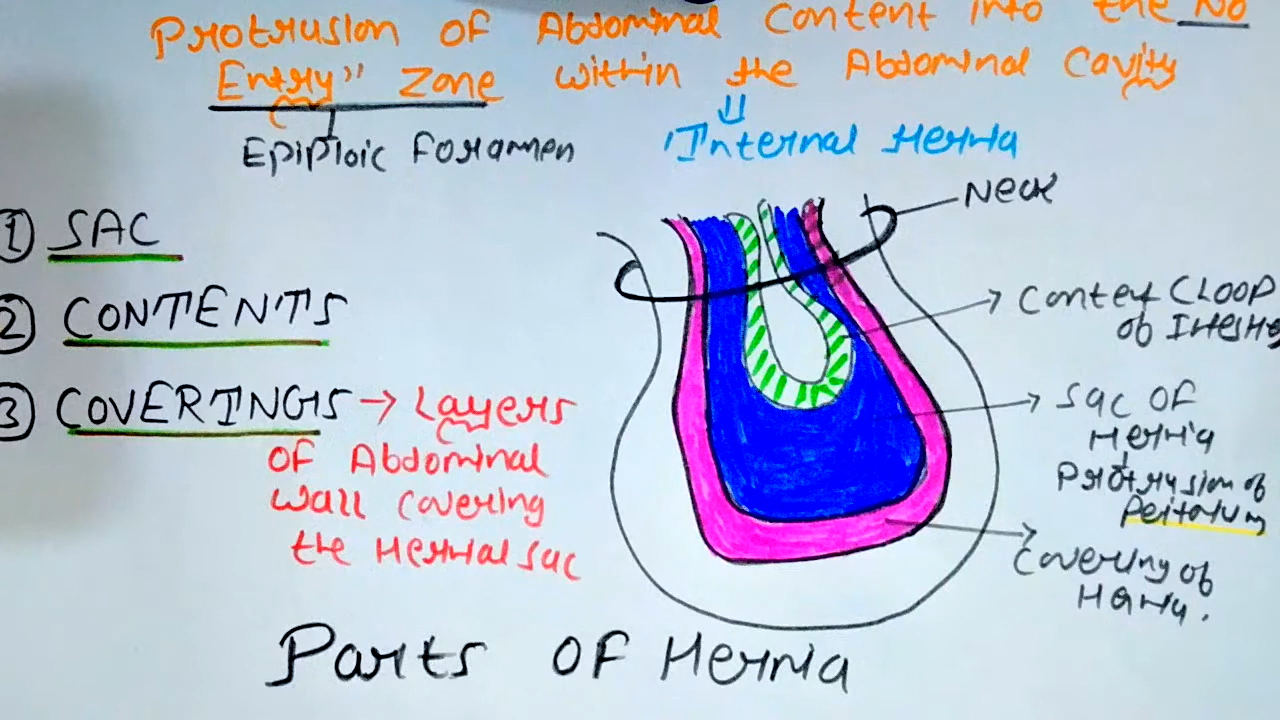 Protrusion of Abdominal Content into the "No
Entry" Zone within the Abdominal Cavity
Epiploic Foramen
⇓
'Internal Hernia
Neck
① SAC
② CONTENTS
③ COVERINGS → Layers
of Abdominal
Wall Covering
the Hernial Sac
Content CLOOP
of Intestine
Sac OF
Hernia
Protrusion of
Peritonium
Covering of
Hernia.
Parts OF Hernia